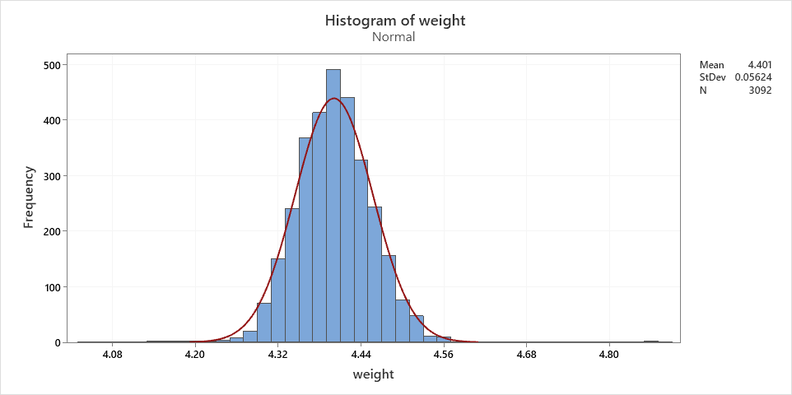 Histogram of weight
Normal
Mean 4.401
StDev 0.05624
N 3092
500
400
300
200
100
0
Frequency
4.08 4.20 4.32 4.44 4.56 4.68 4.80
weight